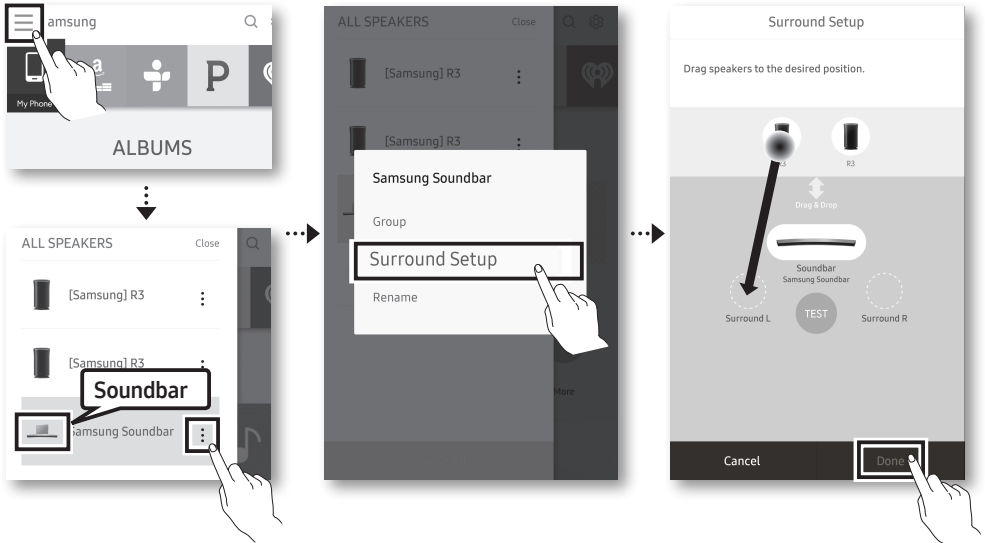 amsung
a
P
My Phone
ALBUMS
ALL SPEAKERS Close
[Samsung] R3
[Samsung] R3
Soundbar
Samsung Soundbar
ALL SPEAKERS Close
[Samsung] R3
[Samsung] R3
Samsung Soundbar
Group
Surround Setup
Rename
More
Surround Setup
Drag speakers to the desired position.
R3 R3
Drag & Drop
Soundbar
Samsung Soundbar
Surround L TEST Surround R
Cancel Done